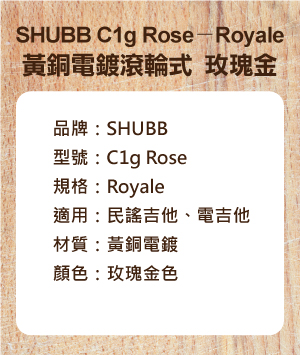 SHUBB C1g Rose－Royale
黃銅電鍍滾輪式 玫瑰金
品牌：SHUBB
型號：C1g Rose
規格：Royale
適用：民謠吉他、電吉他
材質：黃銅電鍍
顏色：玫瑰金色